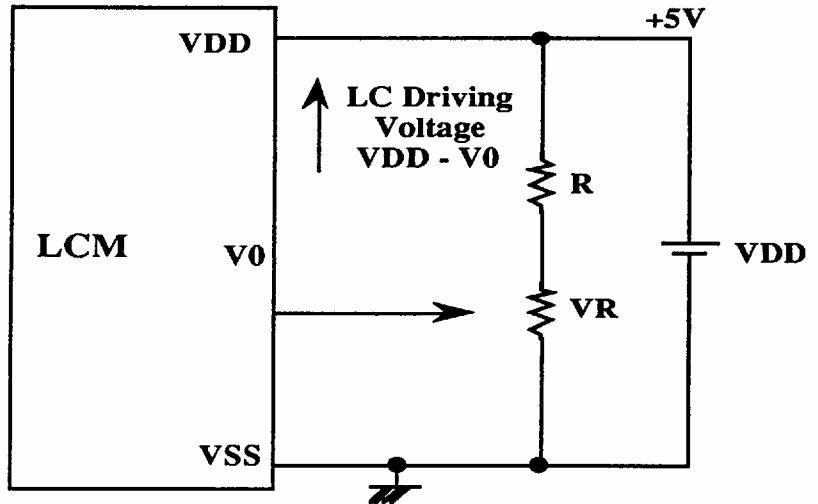 +5V
VDD
LC Driving
Voltage
VDD - V0
R
LCM
V0
VDD
VR
VSS